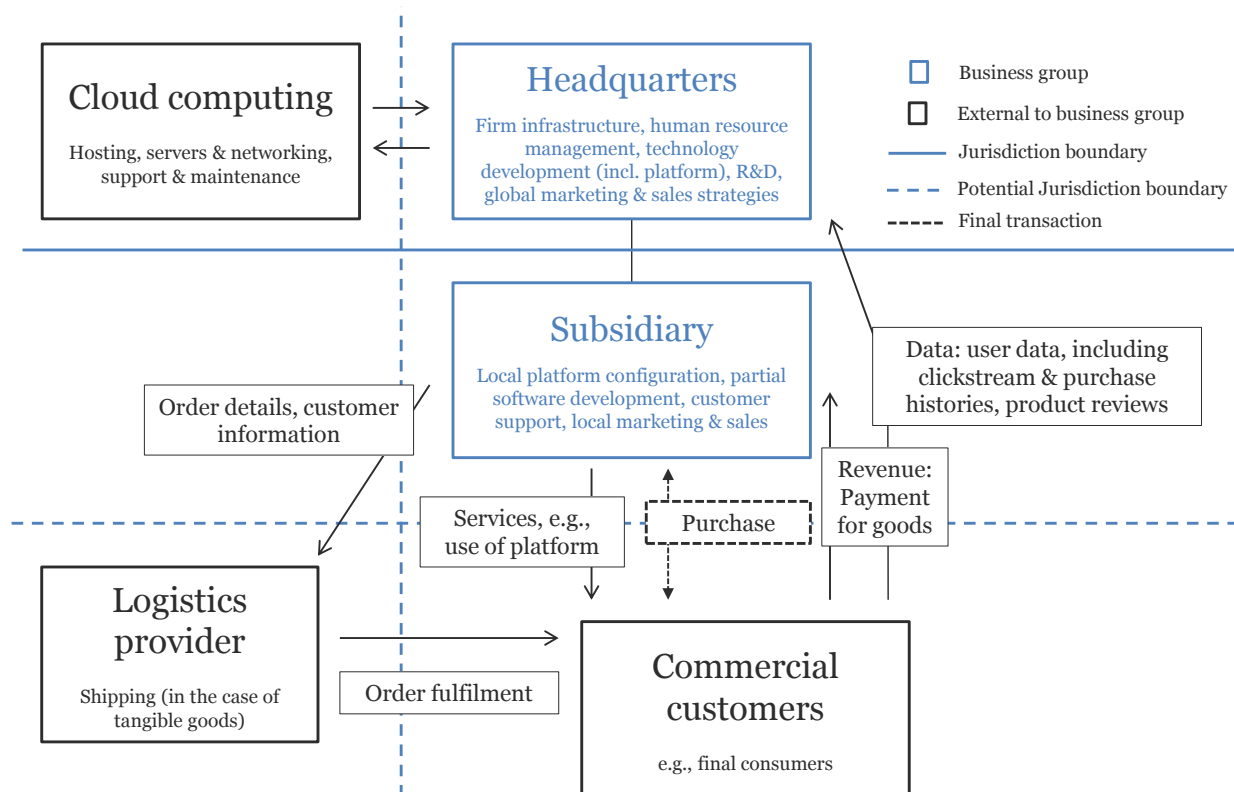 Cloud computing
Hosting, servers & networking,
support & maintenance
Headquarters
Firm infrastructure, human resource
management, technology
development (incl. platform), R&D,
global marketing & sales strategies
Business group
External to business group
Jurisdiction boundary
Potential Jurisdiction boundary
Final transaction
Subsidiary
Local platform configuration, partial
software development, customer
support, local marketing & sales
Data: user data, including
clickstream & purchase
histories, product reviews
Order details, customer
information
Revenue:
Payment
for goods
Services, e.g.,
use of platform
Purchase
Logistics
provider
Shipping (in the case of
tangible goods)
Order fulfilment
Commercial
customers
e.g., final consumers